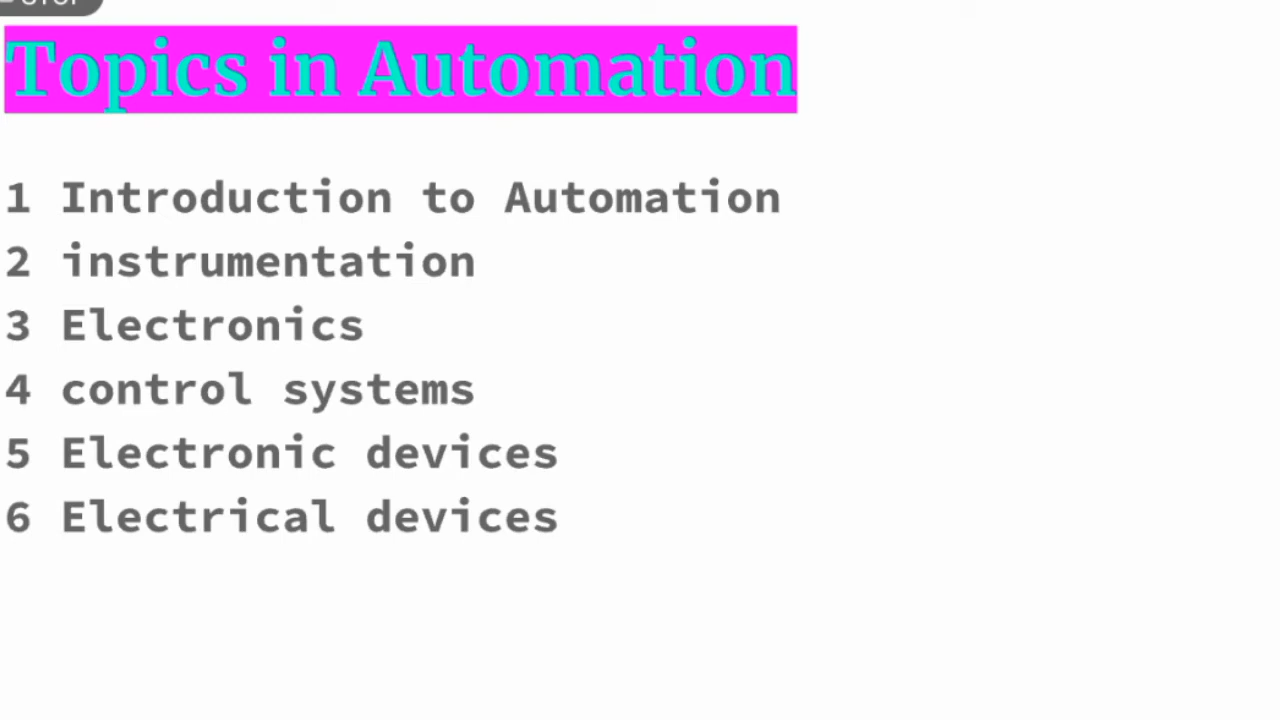 Topics in Automation
1 Introduction to Automation
2 instrumentation
3 Electronics
4 control systems
5 Electronic devices
6 Electrical devices